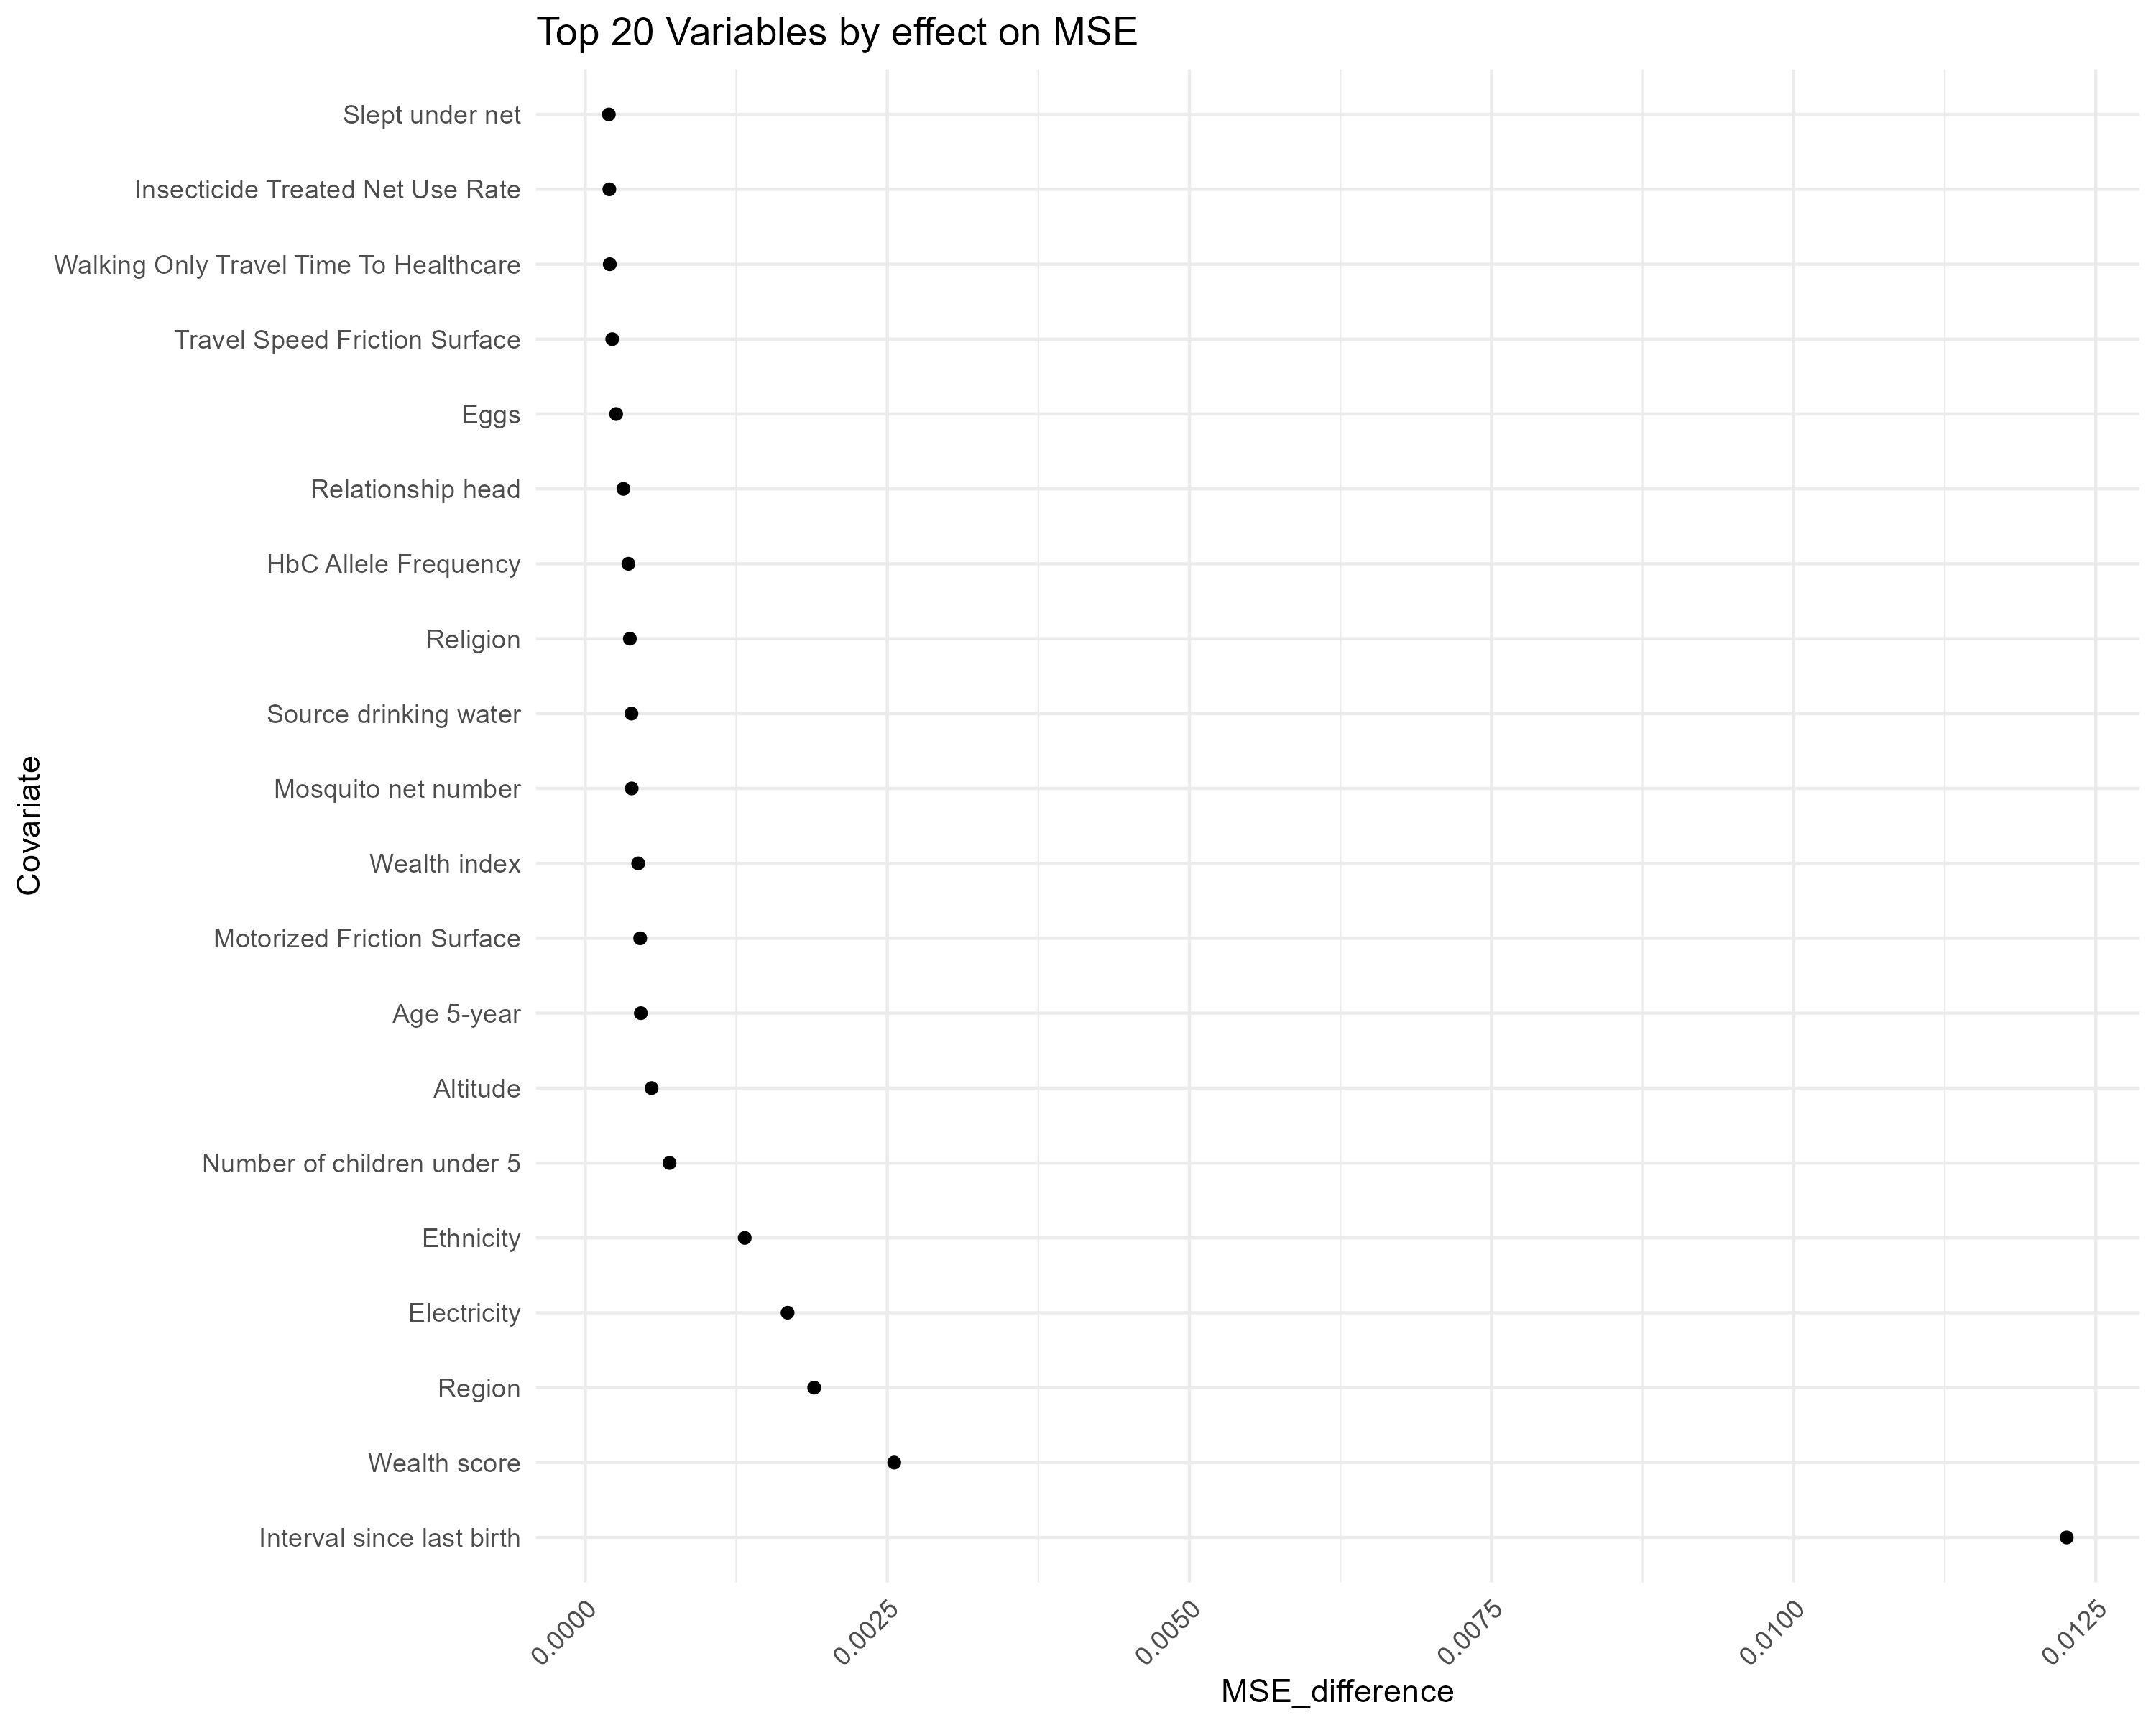 Top 20 Variables by effect on MSE
Slept under net
Insecticide Treated Net Use Rate
Walking Only Travel Time To Healthcare
Travel Speed Friction Surface
Eggs
Relationship head
HbC Allele Frequency
Religion
Source drinking water
Mosquito net number
Wealth index
Motorized Friction Surface
Age 5-year
Altitude
Number of children under 5
Ethnicity
Electricity
Region
Wealth score
Interval since last birth
Covariate
0.0000
0.0025
0.0050
0.0075
0.0100
0.0125
MSE_difference